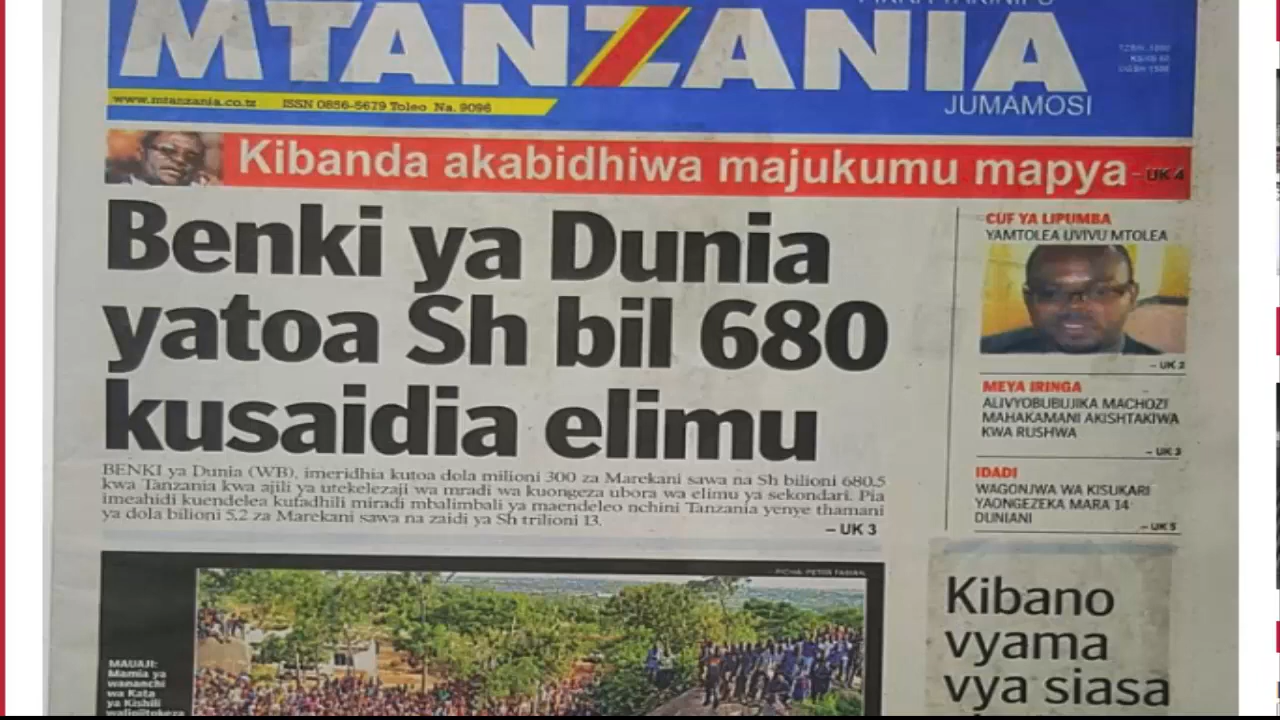 MTANZANIA
www.mtanzania.co.tz ISSN 0856-5679 Toleo Na. 9096
JUMAMOSI
Kibanda akabidhiwa majukumu mapya - UK 4
Benki ya Dunia
yatoa Sh bil 680
kusaidia elimu
BENKI ya Dunia (WB), imeridhia kutoa dola milioni 300 za Marekani sawa na Sh bilioni 680.5
kwa Tanzania kwa ajili ya utekelezaji wa mradi wa kuongeza ubora wa elimu ya sekondari. Pia
imeahidi kuendelea kufadhili miradi mbalimbali ya maendeleo nchini Tanzania yenye thamani
ya dola bilioni 5.2 za Marekani sawa na zaidi ya Sh trilioni 13.
– UK 3
CUF YA LIPUMBA
YAMTOLEA UVIVU MTOLEA
– UK 2
MEYA IRINGA
ALIVYOBUBUJIKA MACHOZI
MAHAKAMANI AKISHTAKIWA
KWA RUSHWA
– UK 3
IDADI
WAGONJWA WA KISUKARI
YAONGEZEKA MARA 14
DUNIANI
– UK 5
Kibano
vyama
vya siasa
PICHA: PETER FABIAN
MAUAJI:
Mamia ya
wananchi
wa Kata
ya Kishili